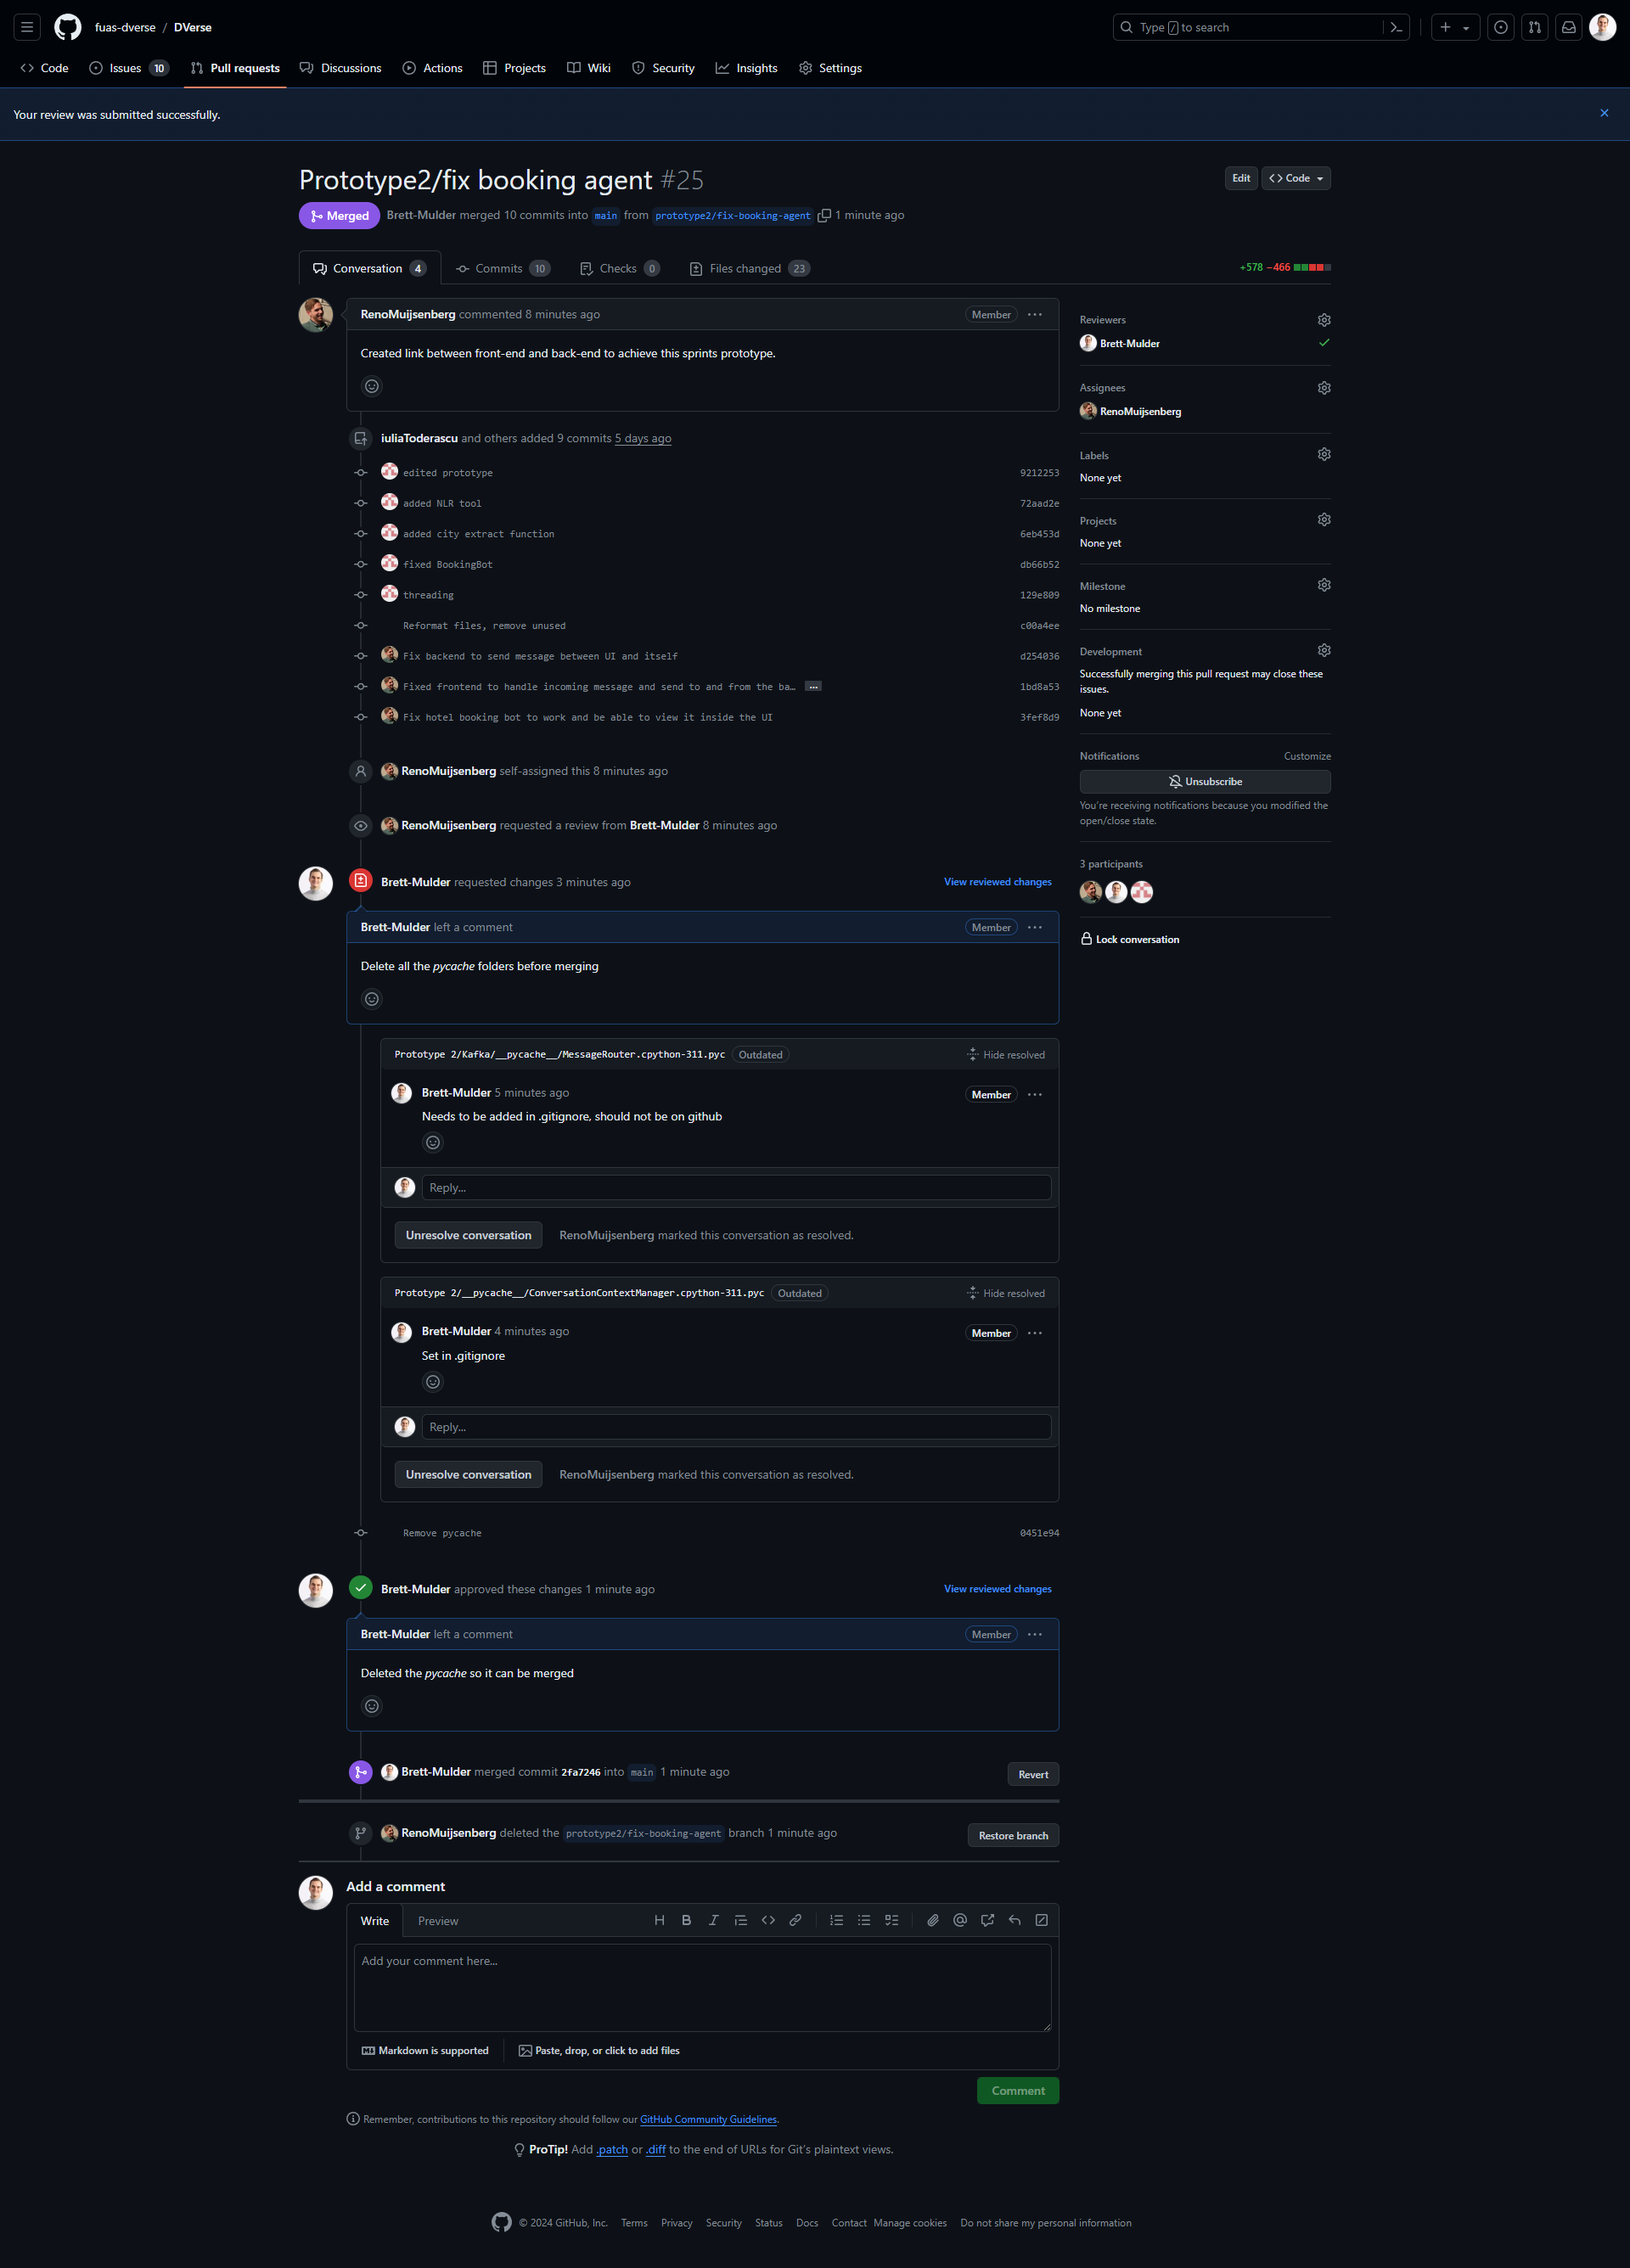 fuas-dverse / DVerse
Type / to search
Code
Issues 10
Pull requests
Discussions
Actions
Projects
Wiki
Security
Insights
Settings
Your review was submitted successfully.
Prototype2/fix booking agent #25
Edit
Code
Merged
Brett-Mulder merged 10 commits into main from prototype2/fix-booking-agent 1 minute ago
Conversation 4
Commits 10
Checks 0
Files changed 23
+578 −466
RenoMuijsenberg commented 8 minutes ago
Member
Created link between front-end and back-end to achieve this sprints prototype.
iuliaToderascu and others added 9 commits 5 days ago
edited prototype 9212253
added NLR tool 72aad2e
added city extract function 6eb453d
fixed BookingBot db66b52
threading 129e809
Reformat files, remove unused c00a4ee
Fix backend to send message between UI and itself d254036
Fixed frontend to handle incoming message and send to and from the ba… … 1bd8a53
Fix hotel booking bot to work and be able to view it inside the UI 3fef8d9
RenoMuijsenberg self-assigned this 8 minutes ago
RenoMuijsenberg requested a review from Brett-Mulder 8 minutes ago
Brett-Mulder requested changes 3 minutes ago
View reviewed changes
Brett-Mulder left a comment
Member
Delete all the pycache folders before merging
Prototype 2/Kafka/__pycache__/MessageRouter.cpython-311.pyc Outdated
Hide resolved
Brett-Mulder 5 minutes ago
Member
Needs to be added in .gitignore, should not be on github
Reply...
Unresolve conversation
RenoMuijsenberg marked this conversation as resolved.
Prototype 2/__pycache__/ConversationContextManager.cpython-311.pyc Outdated
Hide resolved
Brett-Mulder 4 minutes ago
Member
Set in .gitignore
Reply...
Unresolve conversation
RenoMuijsenberg marked this conversation as resolved.
Remove pycache 0451e94
Brett-Mulder approved these changes 1 minute ago
View reviewed changes
Brett-Mulder left a comment
Member
Deleted the pycache so it can be merged
Brett-Mulder merged commit 2fa7246 into main 1 minute ago
Revert
RenoMuijsenberg deleted the prototype2/fix-booking-agent branch 1 minute ago
Restore branch
Add a comment
Write
Preview
Add your comment here...
Markdown is supported
Paste, drop, or click to add files
Comment
Remember, contributions to this repository should follow our GitHub Community Guidelines.
ProTip! Add .patch or .diff to the end of URLs for Git's plaintext views.
Reviewers
Brett-Mulder
Assignees
RenoMuijsenberg
Labels
None yet
Projects
None yet
Milestone
No milestone
Development
Successfully merging this pull request may close these
issues.
None yet
Notifications
Customize
Unsubscribe
You're receiving notifications because you modified the
open/close state.
3 participants
Lock conversation
© 2024 GitHub, Inc.
Terms
Privacy
Security
Status
Docs
Contact
Manage cookies
Do not share my personal information